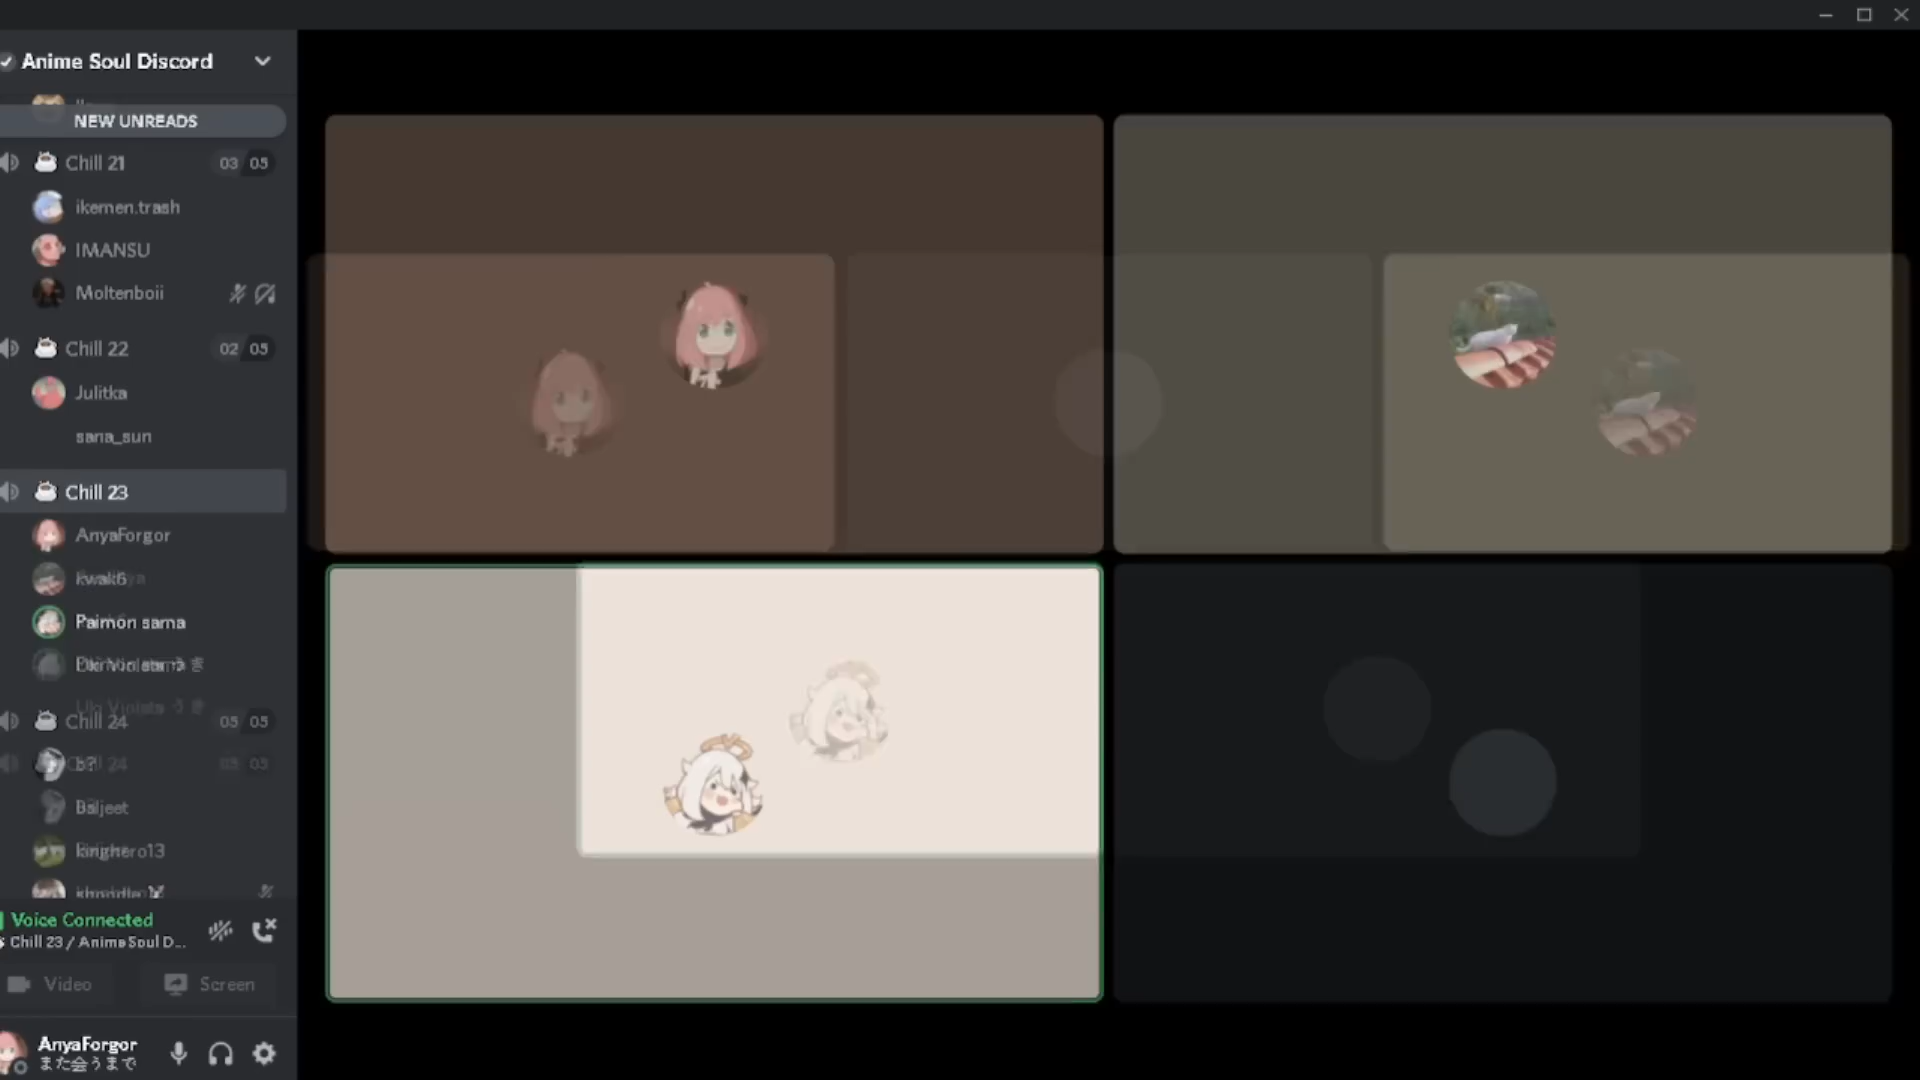 Anime Soul Discord
NEW UNREADS
Chill 21 03 05
ikemen.trash
IMANSU
Moltenboii
Chill 22 02 05
Julitka
sana_sun
Chill 23
AnyaForgor
kwak6
Paimon sama
Chill 24 05 05
b?
Baljeet
kinghero13
Voice Connected
Chill 23 / Anime Soul D...
Video Screen
AnyaForgor
また会うまで